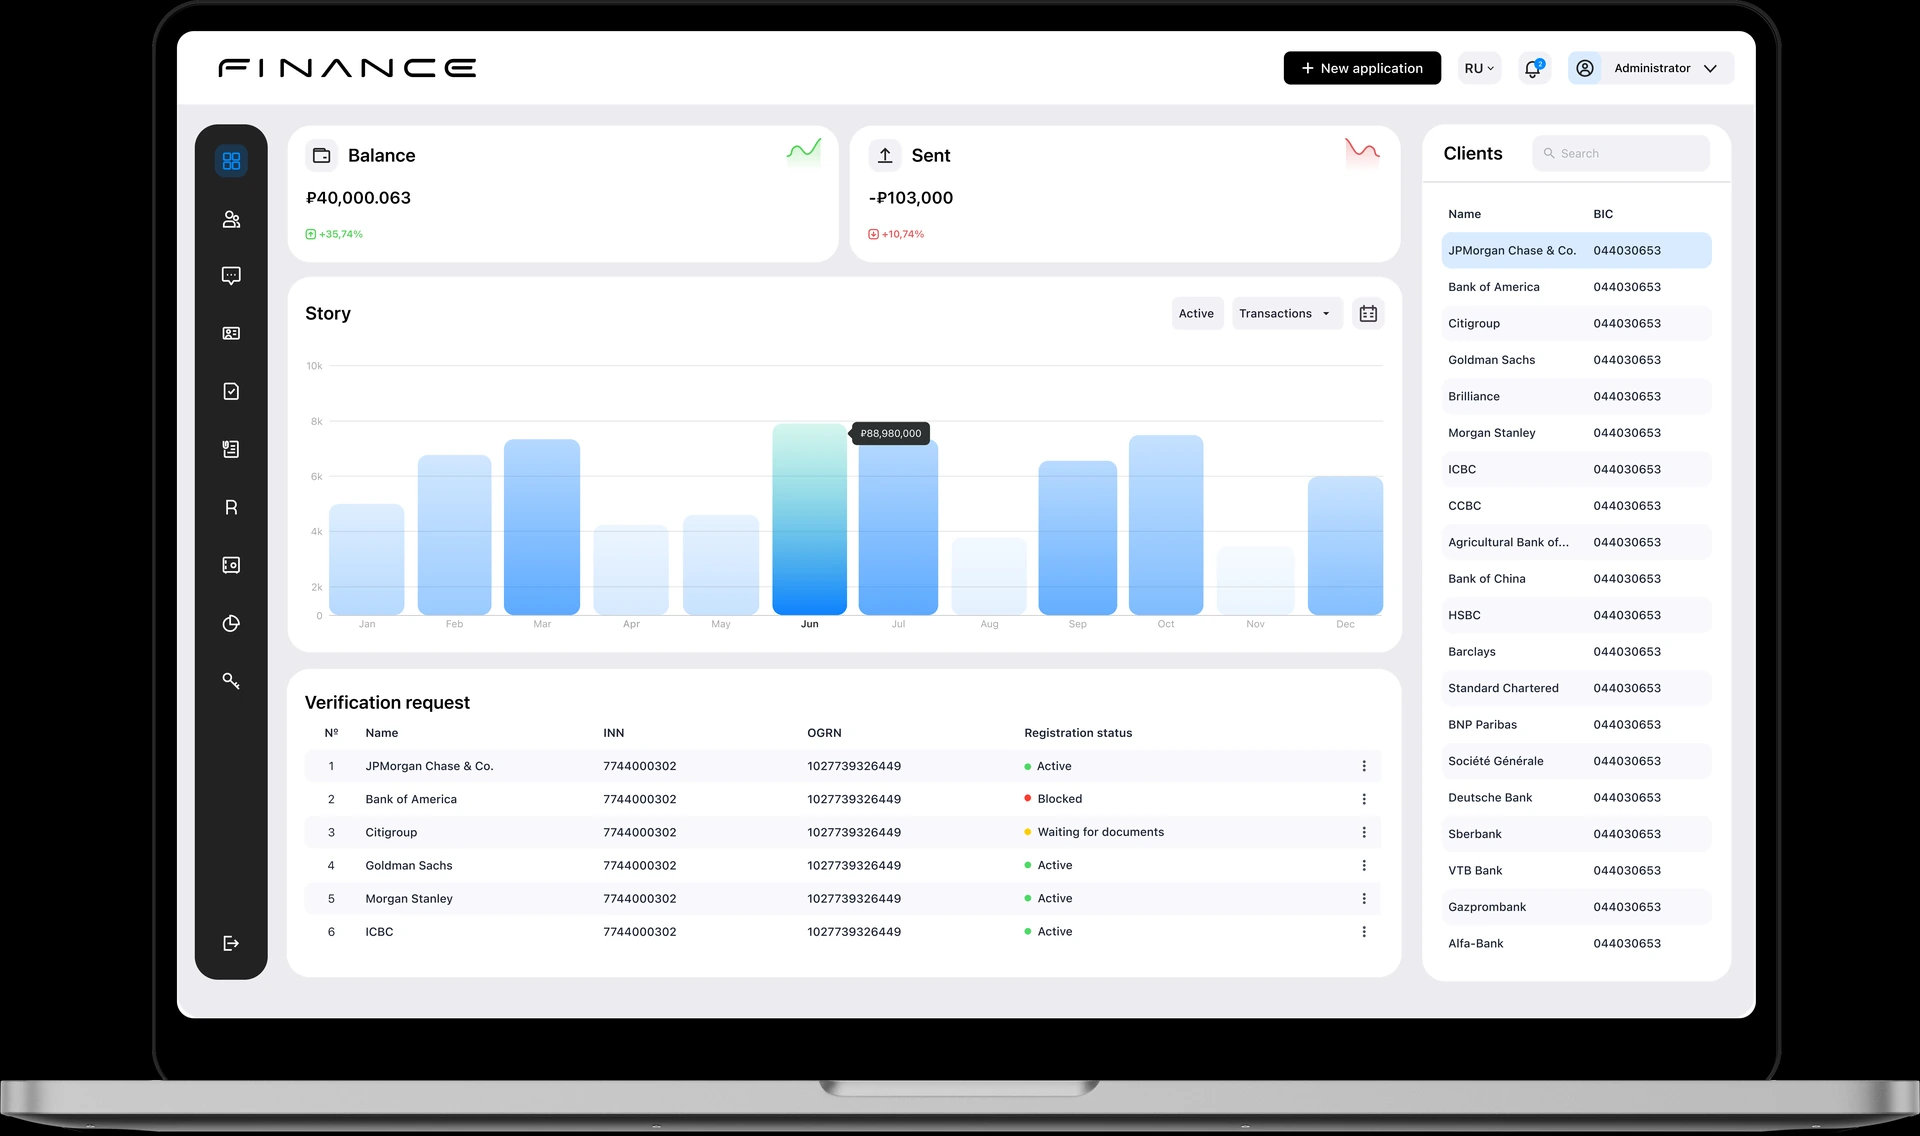 FINANCE
+ New application
RU
2
Administrator
Balance
₽40,000.063
+35,74%
Sent
-₽103,000
+10,74%
Clients
Search
Name BIC
JPMorgan Chase & Co. 044030653
Bank of America 044030653
Citigroup 044030653
Goldman Sachs 044030653
Brilliance 044030653
Morgan Stanley 044030653
ICBC 044030653
CCBC 044030653
Agricultural Bank of... 044030653
Bank of China 044030653
HSBC 044030653
Barclays 044030653
Standard Chartered 044030653
BNP Paribas 044030653
Société Générale 044030653
Deutsche Bank 044030653
Sberbank 044030653
VTB Bank 044030653
Gazprombank 044030653
Alfa-Bank 044030653
Story
Active
Transactions
10k
8k
6k
4k
2k
0
₽88,980,000
Jan Feb Mar Apr May Jun Jul Aug Sep Oct Nov Dec
R
Verification request
Nº Name INN OGRN Registration status
1 JPMorgan Chase & Co. 7744000302 1027739326449 Active
2 Bank of America 7744000302 1027739326449 Blocked
3 Citigroup 7744000302 1027739326449 Waiting for documents
4 Goldman Sachs 7744000302 1027739326449 Active
5 Morgan Stanley 7744000302 1027739326449 Active
6 ICBC 7744000302 1027739326449 Active